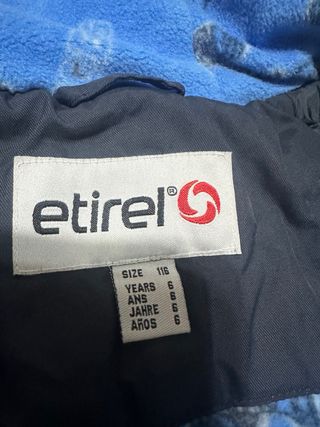 etirel®
SIZE 116
YEARS 6
ANS 6
JAHRE 6
AÑOS 6